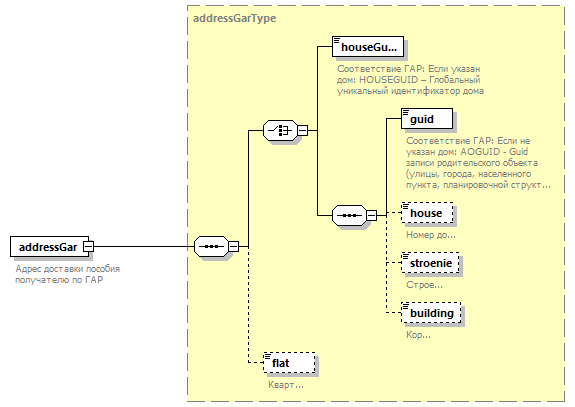 addressGarType
houseGu...
Соответствие ГАР: Если указан
дом: HOUSEGUID – Глобальный
уникальный идентификатор дома
guid
Соответствие ГАР: Если не
указан дом: AOGUID - Guid
записи родительского объекта
(улицы, города, населенного
пункта, планировочной структ...
house
Номер до...
stroenie
Строе...
building
Кор...
addressGar
Адрес доставки пособия
получателю по ГАР
flat
Кварт...